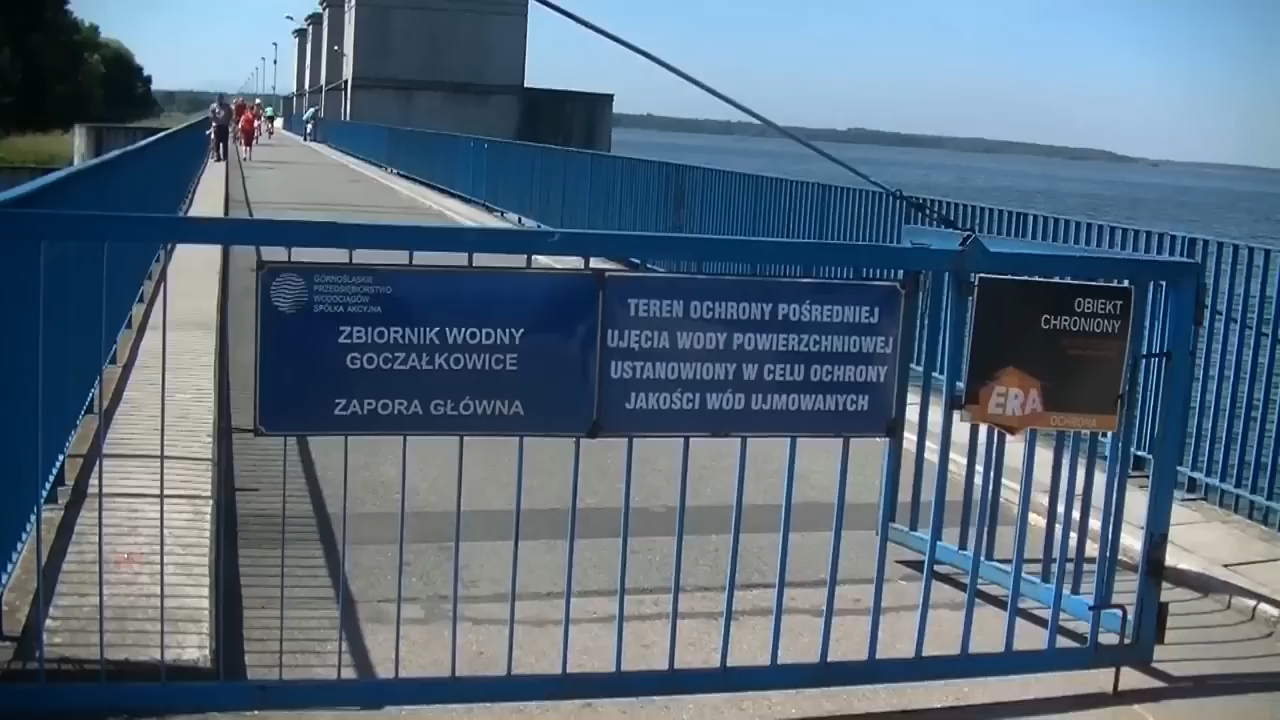 GÓRNOŚLĄSKIE
PRZEDSIĘBIORSTWO
WODOCIĄGÓW
SPÓŁKA AKCYJNA
ZBIORNIK WODNY
GOCZAŁKOWICE
ZAPORA GŁÓWNA
TEREN OCHRONY POŚREDNIEJ
UJĘCIA WODY POWIERZCHNIOWEJ
USTANOWIONY W CELU OCHRONY
JAKOŚCI WÓD UJMOWANYCH
OBIEKT
CHRONIONY
ERA
OCHRONA